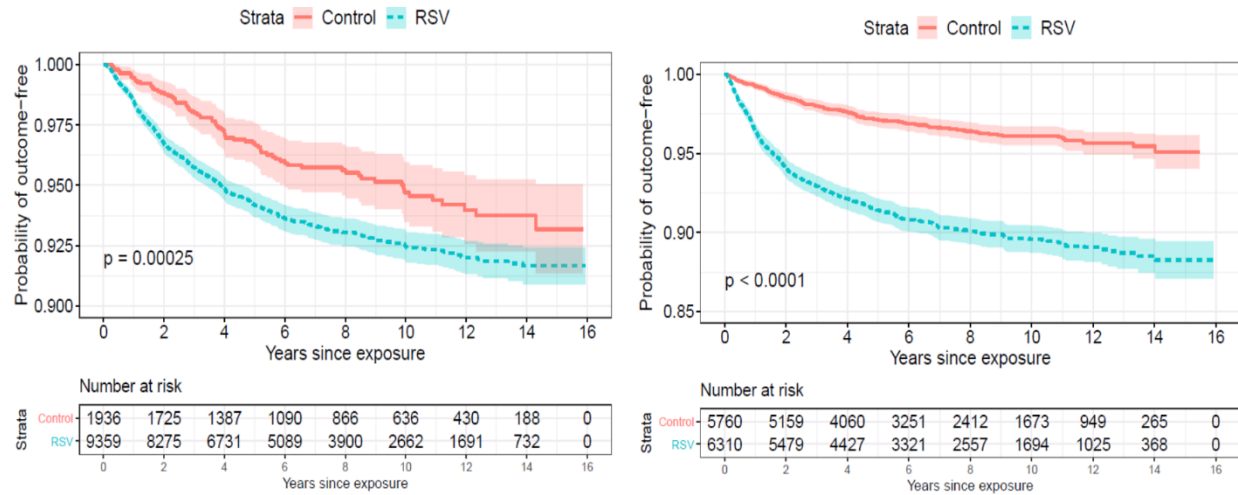 Strata Control RSV
Probability of outcome-free
1.000
0.975
0.950
0.925
0.900
p = 0.00025
0 2 4 6 8 10 12 14 16
Years since exposure
Number at risk
Strata
Control 1936 1725 1387 1090 866 636 430 188 0
RSV 9359 8275 6731 5089 3900 2662 1691 732 0
0 2 4 6 8 10 12 14 16
Years since exposure
Strata Control RSV
Probability of outcome-free
1.00
0.95
0.90
0.85
p < 0.0001
0 2 4 6 8 10 12 14 16
Years since exposure
Number at risk
Strata
Control 5760 5159 4060 3251 2412 1673 949 265 0
RSV 6310 5479 4427 3321 2557 1694 1025 368 0
0 2 4 6 8 10 12 14 16
Years since exposure